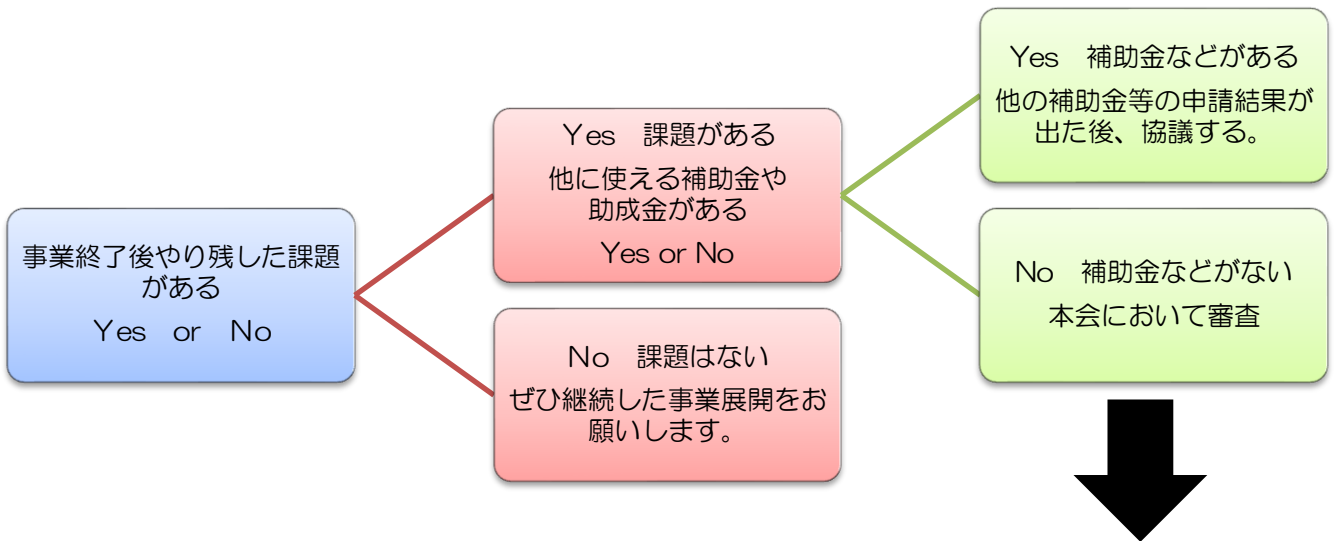 事業終了後やり残した課題
がある
Yes　or　No
Yes　課題がある
他に使える補助金や
助成金がある
Yes or No
No　課題はない
ぜひ継続した事業展開をお
願いします。
Yes　補助金などがある
他の補助金等の申請結果が
出た後、協議する。
No　補助金などがない
本会において審査